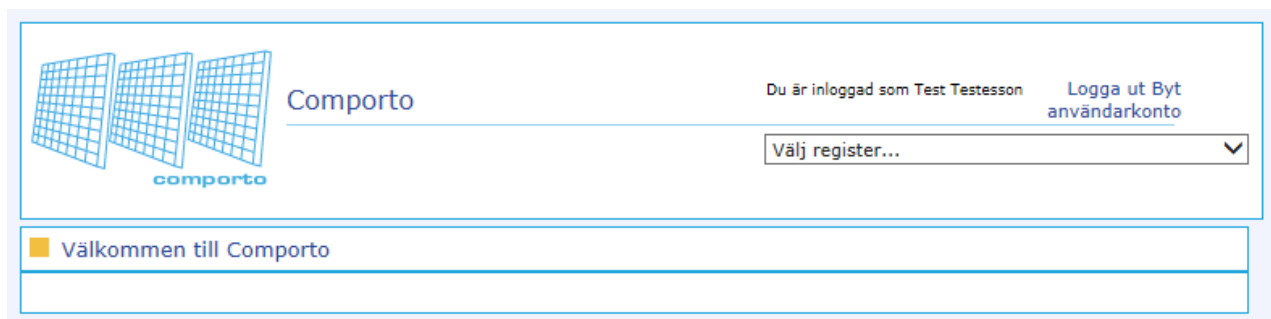 Comporto
Du är inloggad som Test Testesson
Logga ut Byt
användarkonto
Välj register...
comporto
Välkommen till Comporto